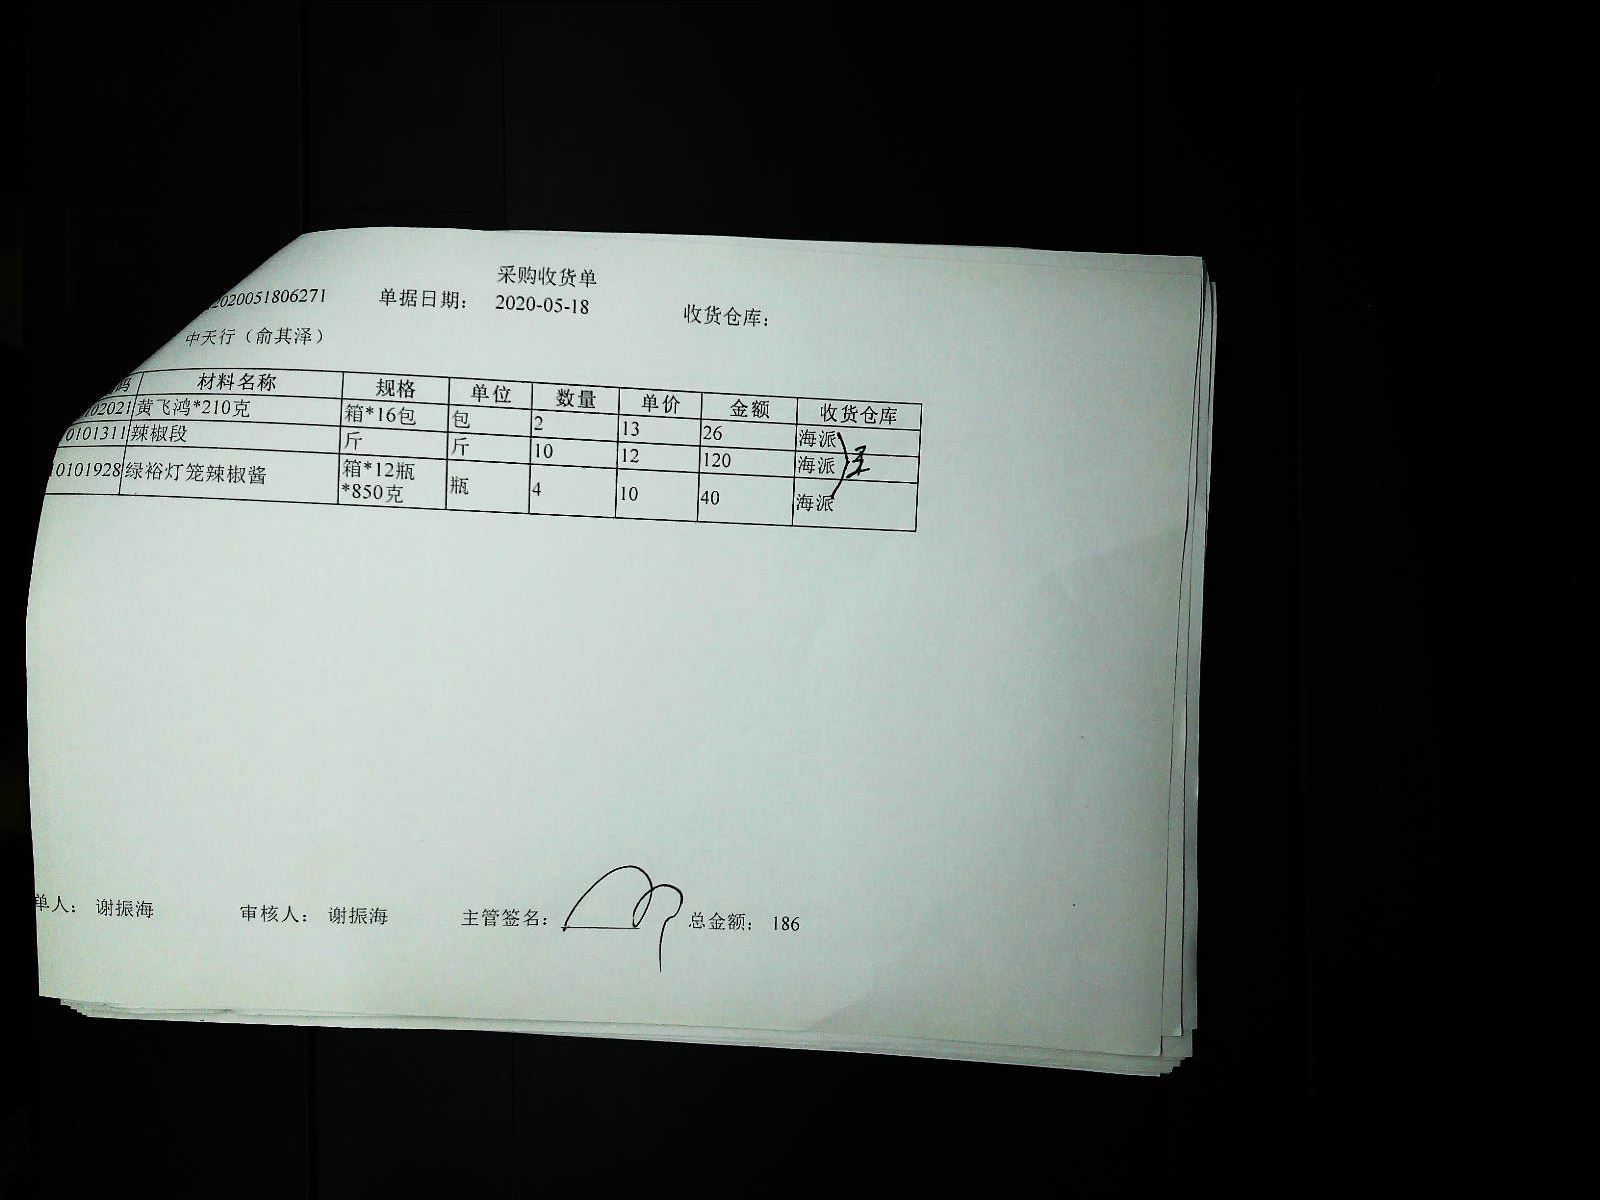 采购收货单
2020051806271 单据日期： 2020-05-18 收货仓库：
中天行（俞其泽）
码 材料名称 规格 单位 数量 单价 金额 收货仓库
02021 黄飞鸿*210克 箱*16包 包 2 13 26 海派
0101311 辣椒段 斤 斤 10 12 120 海派
0101928 绿裕灯笼辣椒酱 箱*12瓶*850克 瓶 4 10 40 海派
单人： 谢振海 审核人： 谢振海 主管签名： 总金额： 186